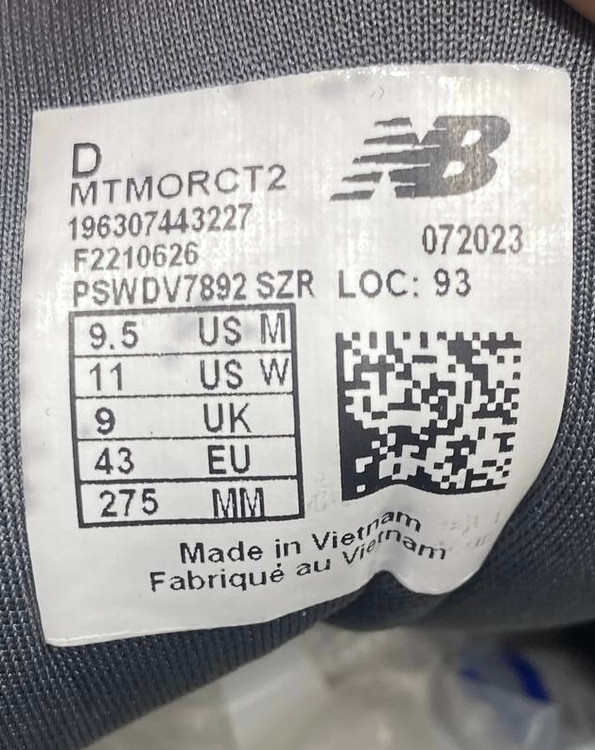 D
MTMORCT2
196307443227
F2210626
PSWDV7892 SZR
NB
072023
LOC: 93
9.5 US M
11 US W
9 UK
43 EU
275 MM
Made in Vietnam
Fabriqué au Vietnam